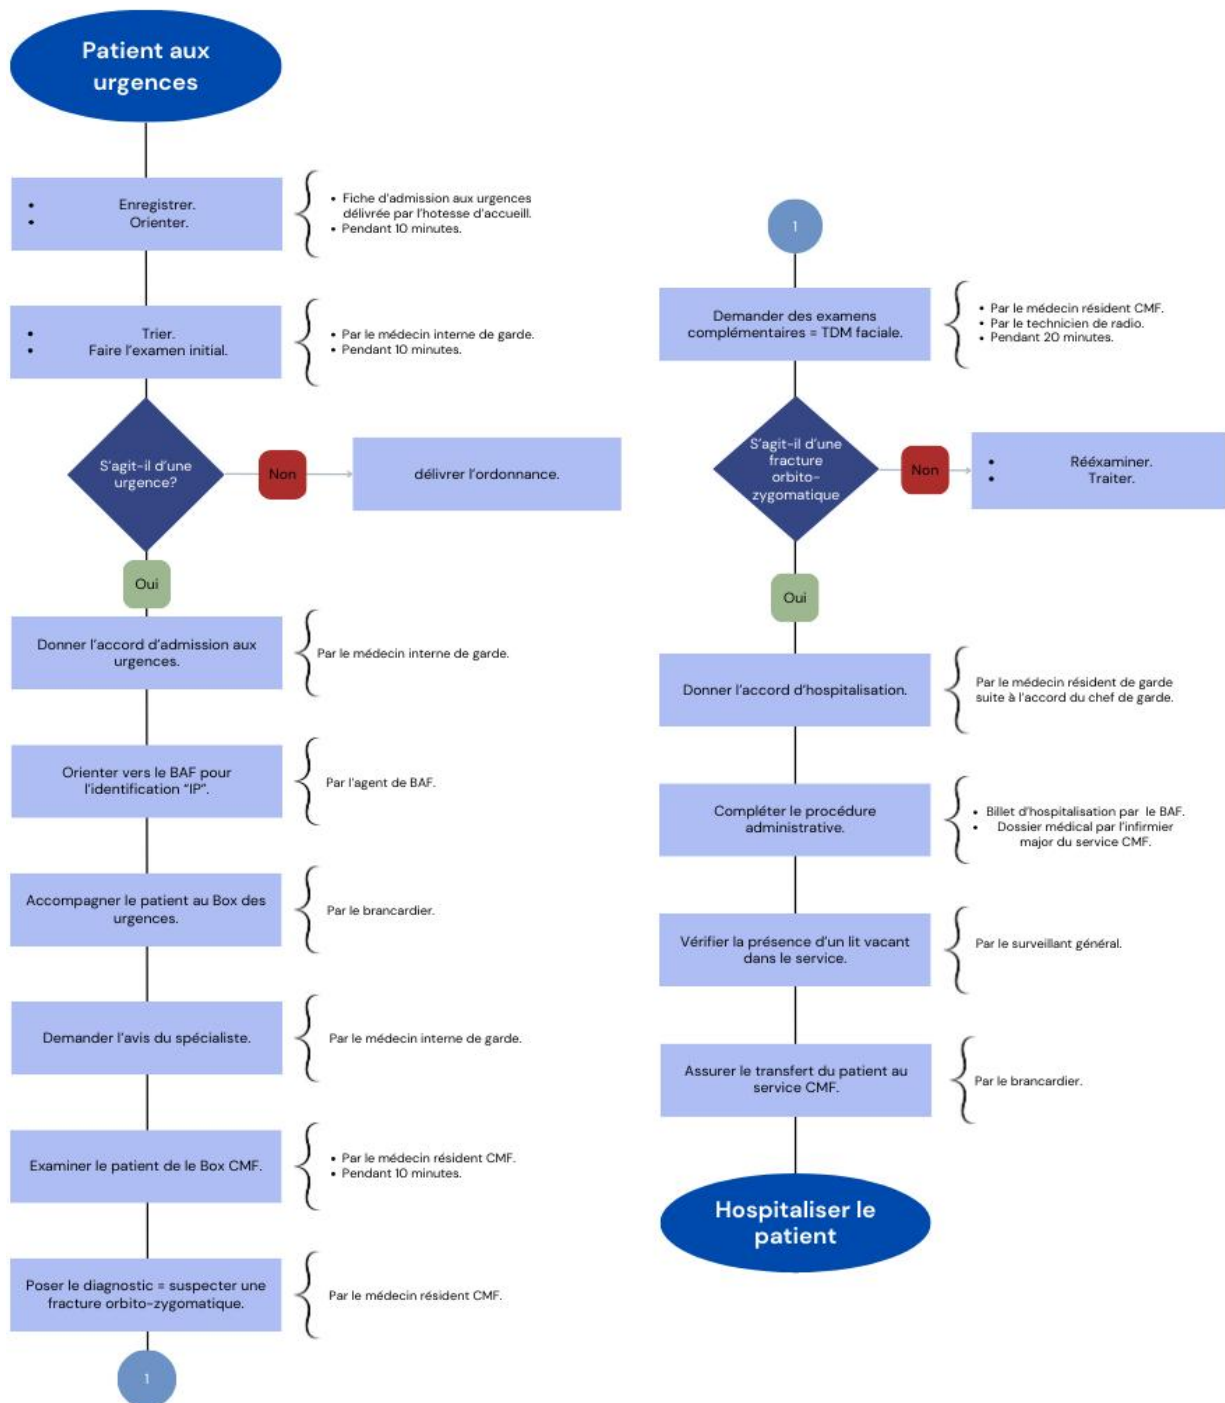 Patient aux
urgences
• Enregistrer.
• Orienter.
• Fiche d'admission aux urgences
délivrée par l'hotesse d'accueill.
• Pendant 10 minutes.
• Trier.
• Faire l'examen initial.
• Par le médecin interne de garde.
• Pendant 10 minutes.
S'agit-il d'une
urgence?
Non
délivrer l'ordonnance.
Oui
Donner l'accord d'admission aux
urgences.
Par le médecin interne de garde.
Orienter vers le BAF pour
l'identification "IP".
Par l'agent de BAF.
Accompagner le patient au Box des
urgences.
Par le brancardier.
Demander l'avis du spécialiste.
Par le médecin interne de garde.
Examiner le patient de le Box CMF.
• Par le médecin résident CMF.
• Pendant 10 minutes.
Poser le diagnostic = suspecter une
fracture orbito-zygomatique.
Par le médecin résident CMF.
1
1
Demander des examens
complémentaires = TDM faciale.
• Par le médecin résident CMF.
• Par le technicien de radio.
• Pendant 20 minutes.
S'agit-il d'une
fracture
orbito-
zygomatique
Non
• Rééxaminer.
• Traiter.
Oui
Donner l'accord d'hospitalisation.
Par le médecin résident de garde
suite à l'accord du chef de garde.
Compléter le procédure
administrative.
• Billet d'hospitalisation par le BAF.
• Dossier médical par l'infirmier
major du service CMF.
Vérifier la présence d'un lit vacant
dans le service.
Par le surveillant général.
Assurer le transfert du patient au
service CMF.
Par le brancardier.
Hospitaliser le
patient